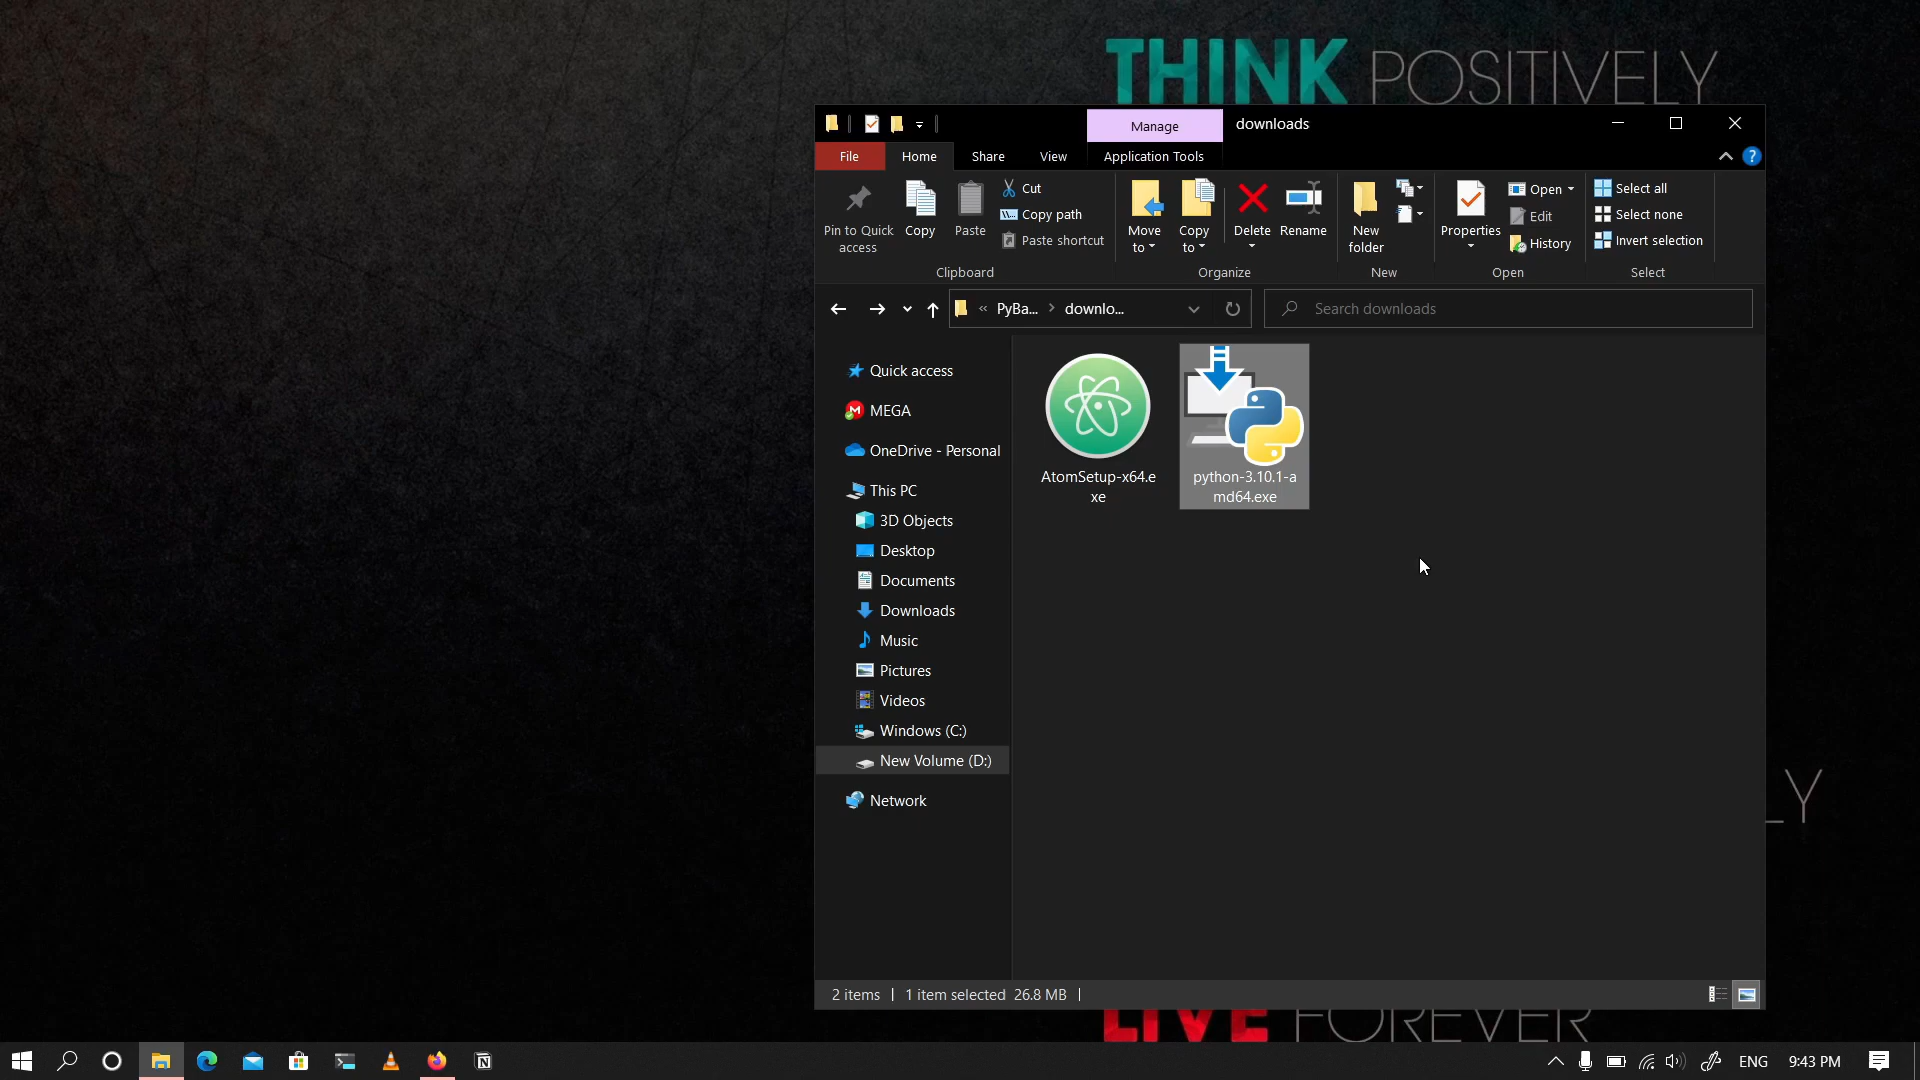 THINK POSITIVELY
Manage
downloads
File
Home
Share
View
Application Tools
Pin to Quick
access
Copy
Paste
Cut
Copy path
Paste shortcut
Clipboard
Move
to
Copy
to
Delete
Rename
Organize
New
folder
New
Properties
Open
Edit
History
Open
Select all
Select none
Invert selection
Select
« PyBa... > downlo...
Search downloads
Quick access
MEGA
OneDrive - Personal
This PC
3D Objects
Desktop
Documents
Downloads
Music
Pictures
Videos
Windows (C:)
New Volume (D:)
Network
AtomSetup-x64.e
xe
python-3.10.1-a
md64.exe
LY
2 items
1 item selected 26.8 MB
LIVE FOREVER
ENG
9:43 PM